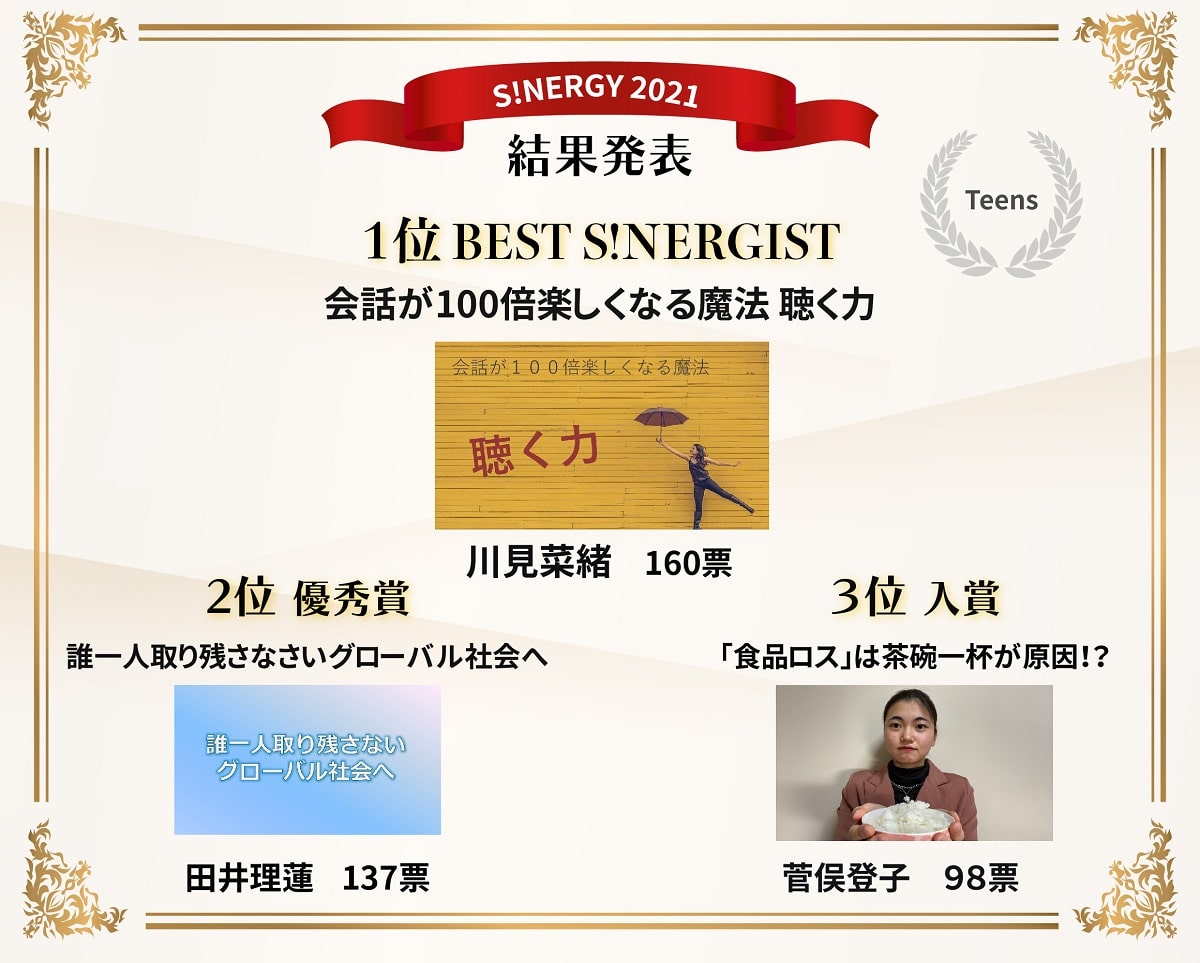 S!NERGY 2021
結果発表
Teens
1位 BEST S!NERGIST
会話が100倍楽しくなる魔法 聴く力
会話が１００倍楽しくなる魔法
聴く力
川見菜緒　160票
2位 優秀賞
誰一人取り残さなさいグローバル社会へ
誰一人取り残さない
グローバル社会へ
田井理蓮　137票
3位 入賞
「食品ロス」は茶碗一杯が原因!？
菅俣登子　９８票